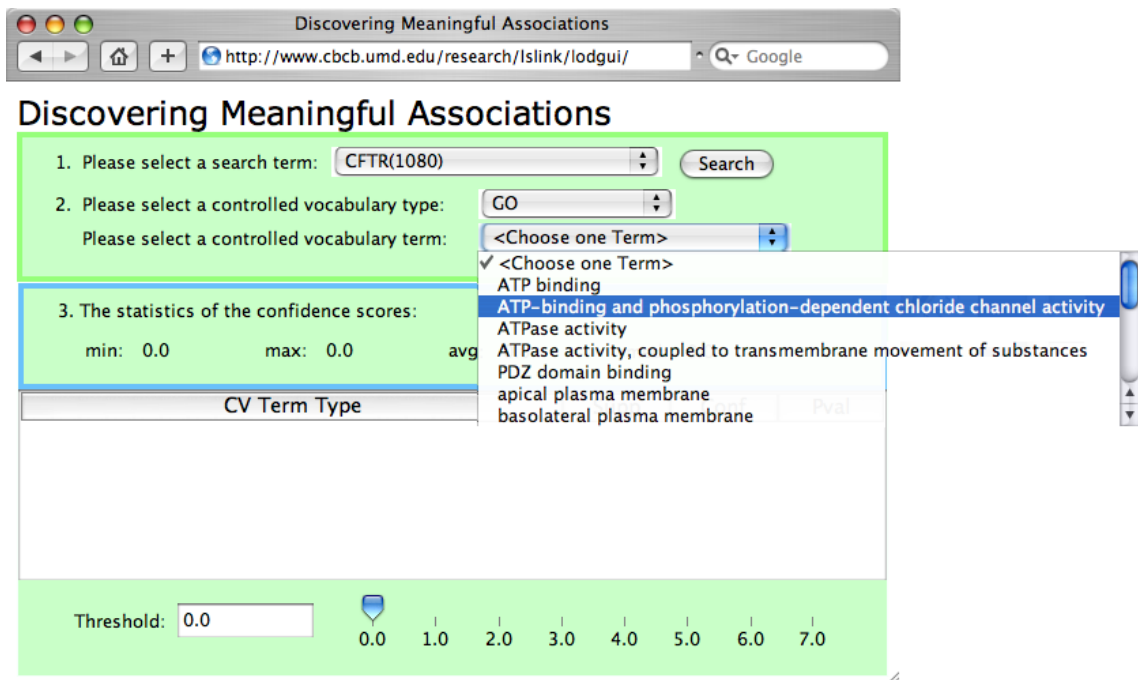 Discovering Meaningful Associations
http://www.cbcb.umd.edu/research/lslink/lodgui/ Google
Discovering Meaningful Associations
1. Please select a search term: CFTR(1080) Search
2. Please select a controlled vocabulary type: GO
Please select a controlled vocabulary term: <Choose one Term>
✓ <Choose one Term>
ATP binding
ATP-binding and phosphorylation-dependent chloride channel activity
ATPase activity
ATPase activity, coupled to transmembrane movement of substances
PDZ domain binding
apical plasma membrane
basolateral plasma membrane
3. The statistics of the confidence scores:
min: 0.0 max: 0.0 avg
CV Term Type Pval
Threshold: 0.0
0.0 1.0 2.0 3.0 4.0 5.0 6.0 7.0